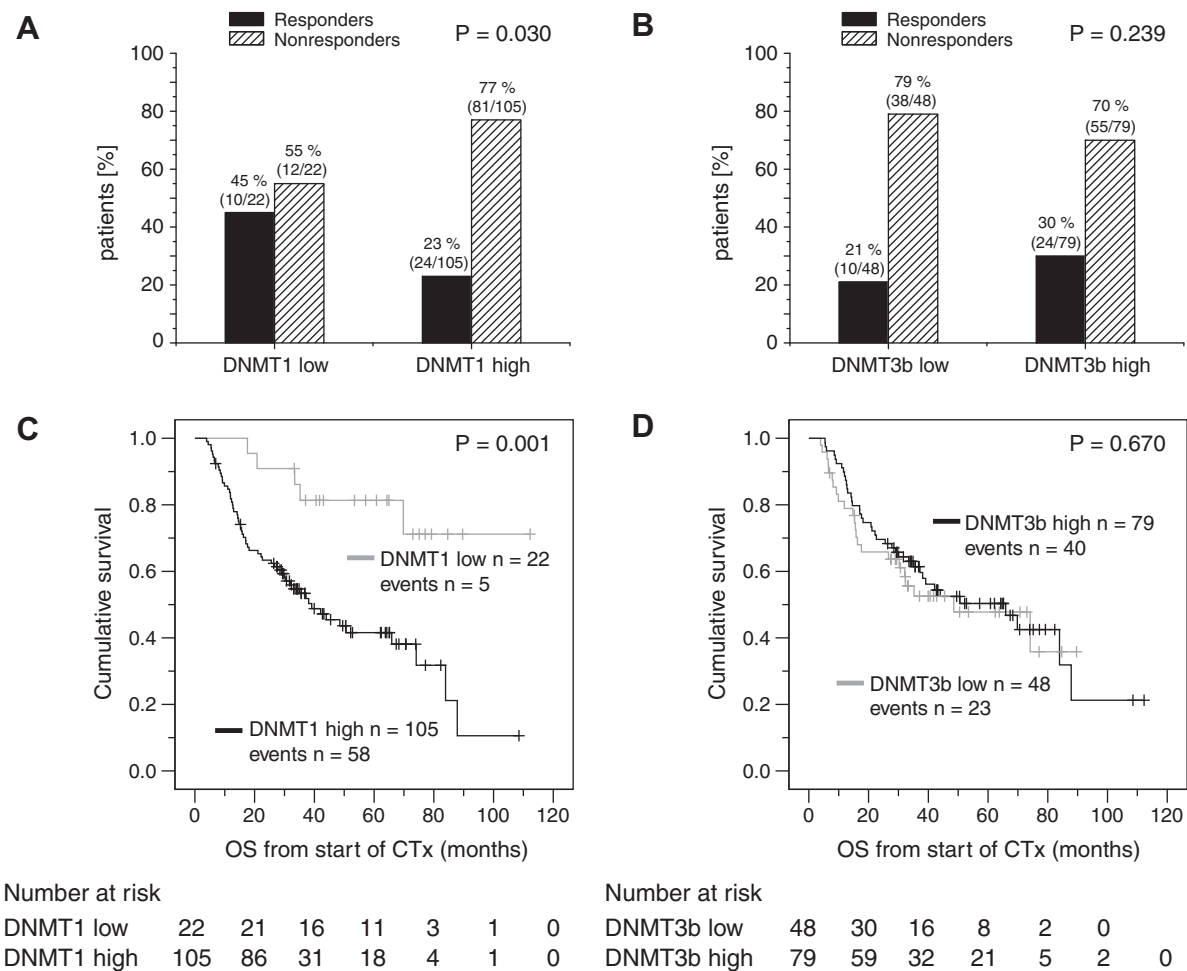 A
Responders
Nonresponders
P = 0.030
patients [%]
100
80
60
40
20
0
45 %
(10/22)
55 %
(12/22)
23 %
(24/105)
77 %
(81/105)
DNMT1 low
DNMT1 high
B
Responders
Nonresponders
P = 0.239
patients [%]
100
80
60
40
20
0
21 %
(10/48)
79 %
(38/48)
30 %
(24/79)
70 %
(55/79)
DNMT3b low
DNMT3b high
C
P = 0.001
Cumulative survival
1.0
0.8
0.6
0.4
0.2
0.0
DNMT1 low n = 22
events n = 5
DNMT1 high n = 105
events n = 58
0 20 40 60 80 100 120
OS from start of CTx (months)
D
P = 0.670
Cumulative survival
1.0
0.8
0.6
0.4
0.2
0.0
DNMT3b high n = 79
events n = 40
DNMT3b low n = 48
events n = 23
0 20 40 60 80 100 120
OS from start of CTx (months)
Number at risk
DNMT1 low 22 21 16 11 3 1 0
DNMT1 high 105 86 31 18 4 1 0
Number at risk
DNMT3b low 48 30 16 8 2 0
DNMT3b high 79 59 32 21 5 2 0